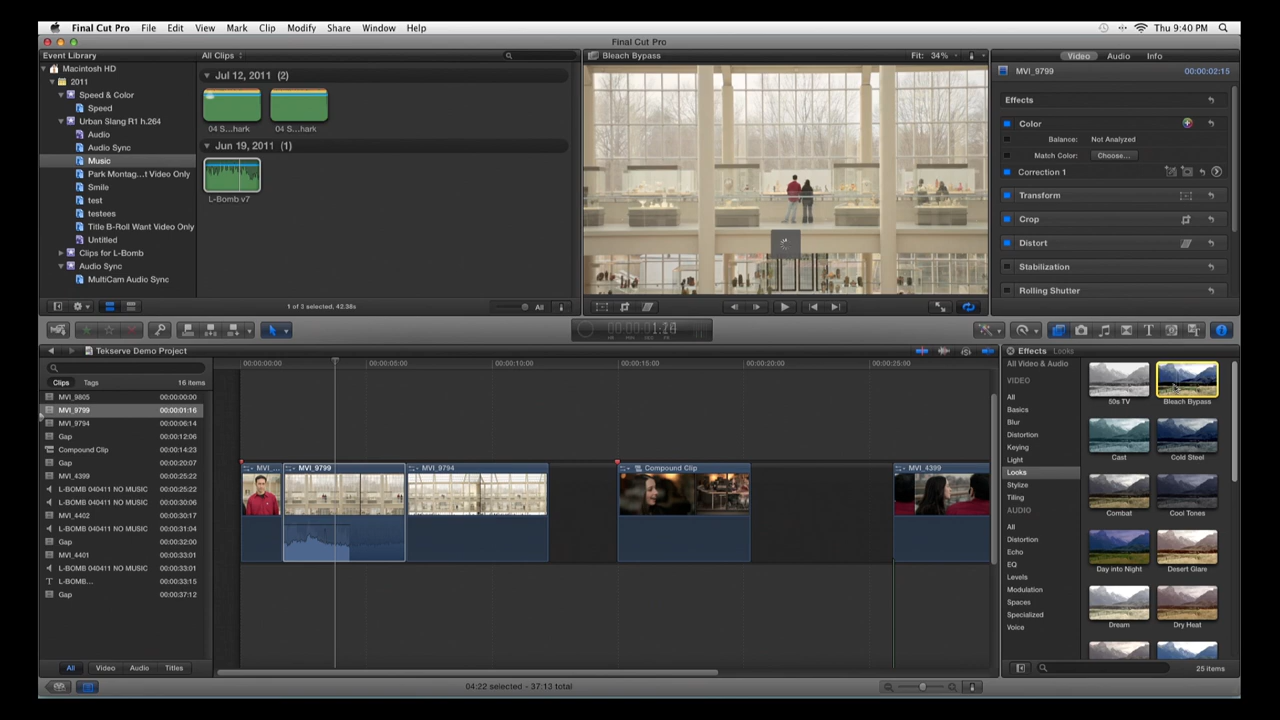 Final Cut Pro File Edit View Mark Clip Modify Share Window Help Thu 9:40 PM
Final Cut Pro
Event Library
Macintosh HD
2011
Speed & Color
Speed
Urban Slang R1 h.264
Audio
Audio Sync
Music
Park Montag...t Video Only
Smile
test
testees
Title B-Roll Want Video Only
Untitled
Clips for L-Bomb
Audio Sync
MultiCam Audio Sync
All Clips
Jul 12, 2011 (2)
04 S...hark
04 S...hark
Jun 19, 2011 (1)
L-Bomb v7
1 of 3 selected, 42.38s
All
Bleach Bypass
Fit: 34%
Video Audio Info
MVI_9799 00:00:02:15
Effects
Color
Balance: Not Analyzed
Match Color: Choose...
Correction 1
Transform
Crop
Distort
Stabilization
Rolling Shutter
Tekserve Demo Project
Clips Tags 16 items
MVI_9805 00:00:00:00
MVI_9799 00:00:01:16
MVI_9794 00:00:06:14
Gap 00:00:12:06
Compound Clip 00:00:14:23
Gap 00:00:20:07
MVI_4399 00:00:25:22
L-BOMB 040411 NO MUSIC 00:00:25:22
L-BOMB 040411 NO MUSIC 00:00:30:06
MVI_4402 00:00:30:17
L-BOMB 040411 NO MUSIC 00:00:31:04
Gap 00:00:32:00
MVI_4401 00:00:33:01
L-BOMB 040411 NO MUSIC 00:00:33:01
L-BOMB... 00:00:33:15
Gap 00:00:37:12
All Video Audio Titles
00:00:00:00 00:00:05:00 00:00:10:00 00:00:15:00 00:00:20:00 00:00:25:00
MVI_... MVI_9799 MVI_9794 Compound Clip MVI_4399
04:22 selected - 37:13 total
Effects Looks
All Video & Audio
VIDEO
All
Basics
Blur
Distortion
Keying
Light
Looks
Stylize
Tiling
AUDIO
All
Distortion
Echo
EQ
Levels
Modulation
Spaces
Specialized
Voice
50s TV Bleach Bypass
Cast Cold Steel
Combat Cool Tones
Day into Night Desert Glare
Dream Dry Heat
25 items